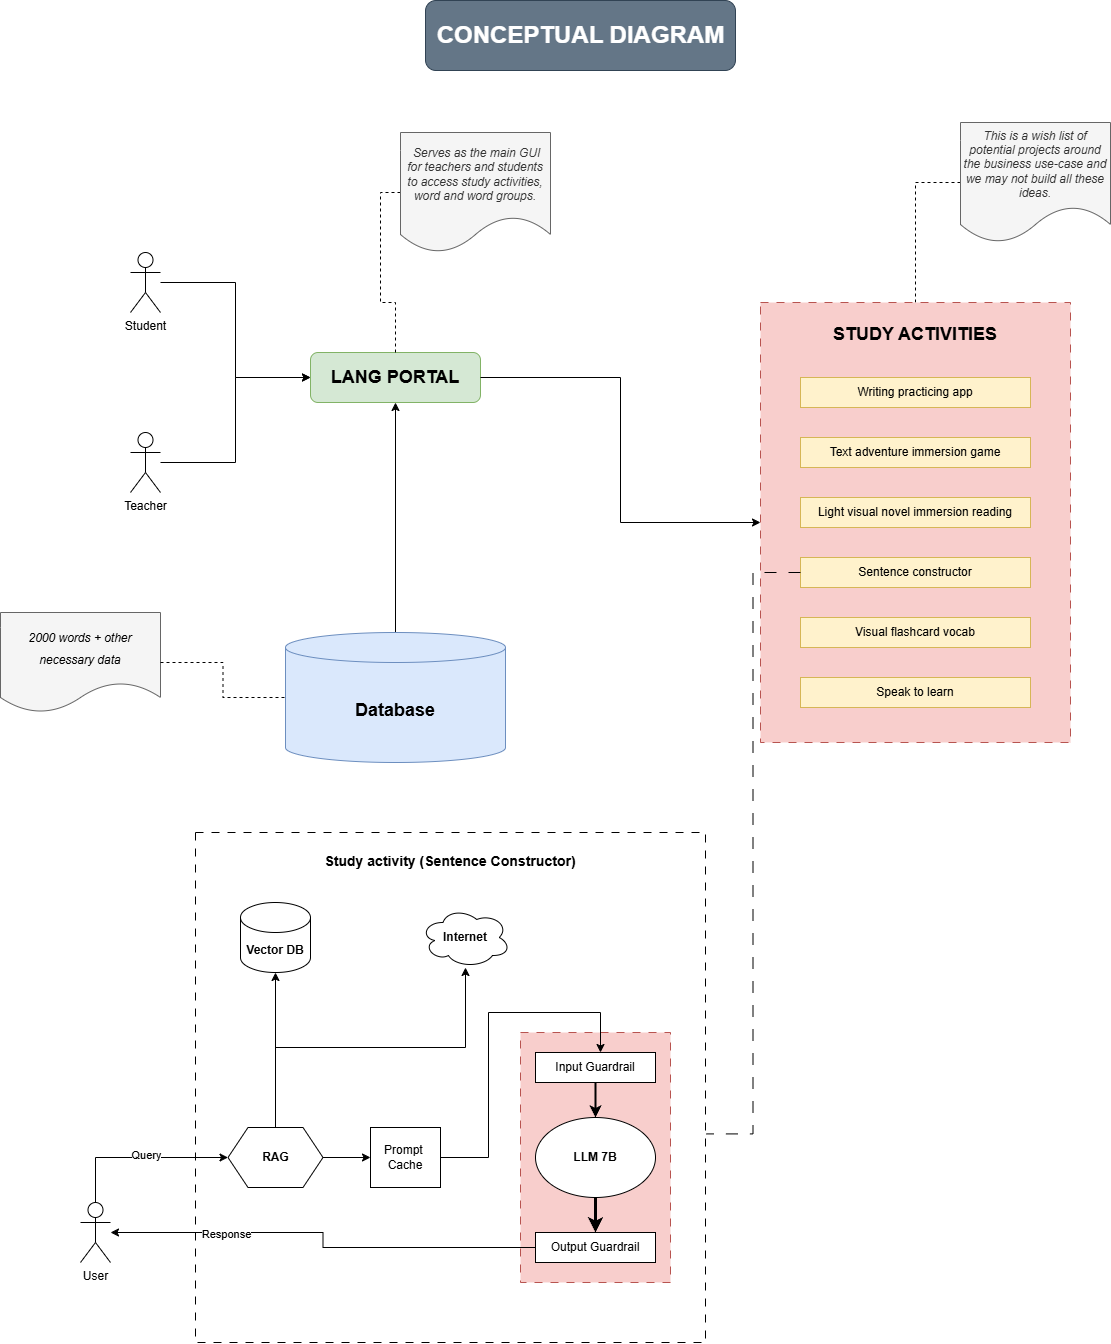 CONCEPTUAL DIAGRAM
Serves as the main GUI
for teachers and students
to access study activities,
word and word groups.
This is a wish list of
potential projects around
the business use-case and
we may not build all these
ideas.
Student
Teacher
LANG PORTAL
STUDY ACTIVITIES
Writing practicing app
Text adventure immersion game
Light visual novel immersion reading
Sentence constructor
Visual flashcard vocab
Speak to learn
2000 words + other
necessary data
Database
Study activity (Sentence Constructor)
Vector DB
Internet
Input Guardrail
Query
RAG
Prompt
Cache
LLM 7B
Response
Output Guardrail
User